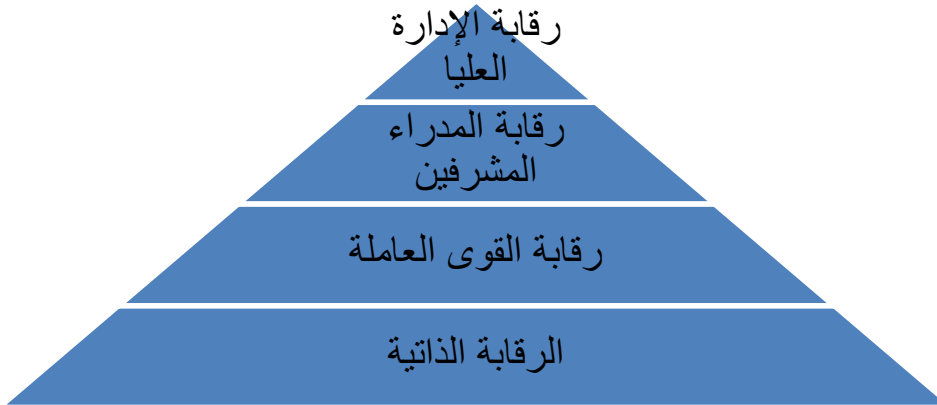 رقابة الإدارة
العليا
رقابة المدراء
المشرفين
رقابة القوى العاملة
الرقابة الذاتية